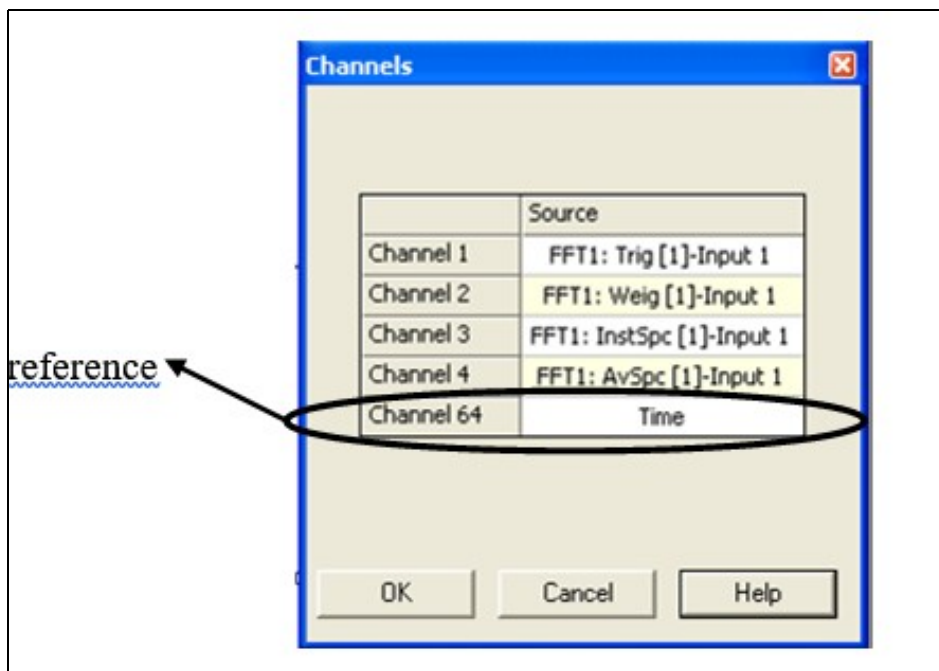 Channels
Source
Channel 1 FFT1: Trig [1]-Input 1
Channel 2 FFT1: Weig [1]-Input 1
Channel 3 FFT1: InstSpc [1]-Input 1
reference
Channel 4 FFT1: AvSpc [1]-Input 1
Channel 64 Time
OK Cancel Help